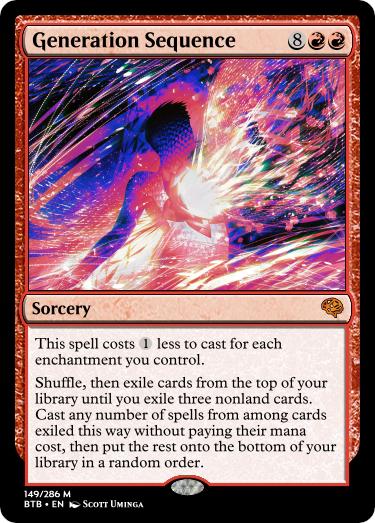 Generation Sequence 8
Sorcery
This spell costs 1 less to cast for each
enchantment you control.
Shuffle, then exile cards from the top of your
library until you exile three nonland cards.
Cast any number of spells from among cards
exiled this way without paying their mana
cost, then put the rest onto the bottom of your
library in a random order.
149/286 M
BTB • EN Scott Uminga